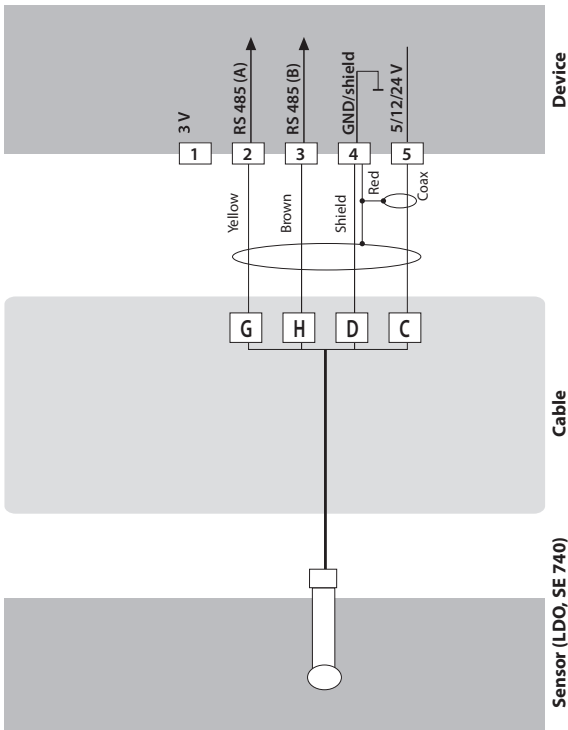 Device
3 V
RS 485 (A)
RS 485 (B)
GND/shield
5/12/24 V
1
2
3
4
5
Yellow
Brown
Shield
Red
Coax
G
H
D
C
Cable
Sensor (LDO, SE 740)